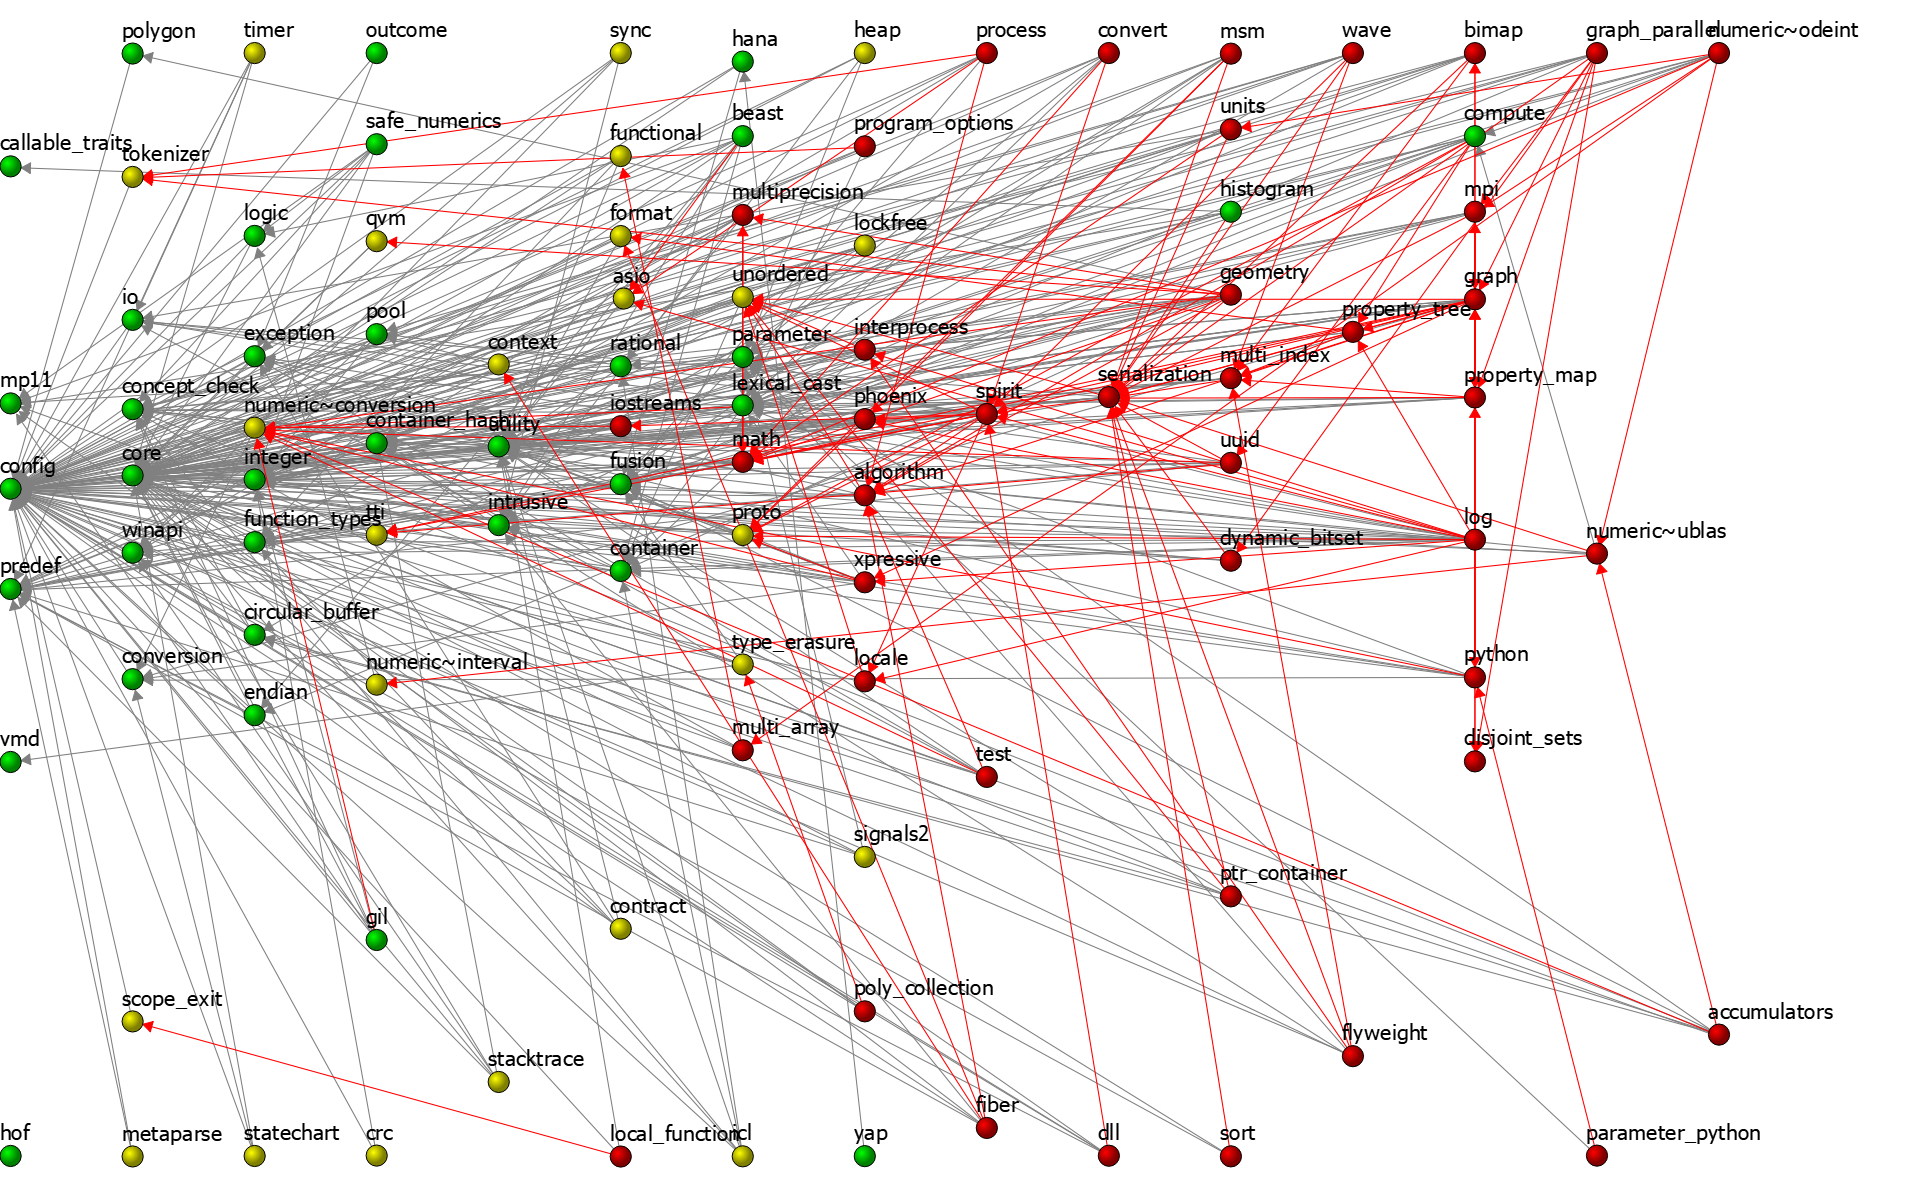 polygon
timer
outcome
sync
hana
heap
process
convert
msm
wave
bimap
graph_parallel
numeric~odeint
callable_traits
tokenizer
safe_numerics
functional
beast
program_options
units
compute
logic
qvm
format
multiprecision
lockfree
histogram
mpi
io
exception
pool
context
asio
rational
unordered
parameter
interprocess
geometry
property_tree
graph
mp11
concept_check
numeric~conversion
container_hash
utility
iostreams
lexical_cast
phoenix
spirit
serialization
multi_index
property_map
config
core
integer
fusion
math
algorithm
uuid
predef
winapi
function_types
tti
intrusive
container
proto
xpressive
dynamic_bitset
log
numeric~ublas
circular_buffer
conversion
numeric~interval
type_erasure
locale
python
vmd
endian
multi_array
test
disjoint_sets
signals2
ptr_container
gil
contract
scope_exit
poly_collection
accumulators
stacktrace
flyweight
fiber
hof
metaparse
statechart
crc
local_function
icl
yap
dll
sort
parameter_python